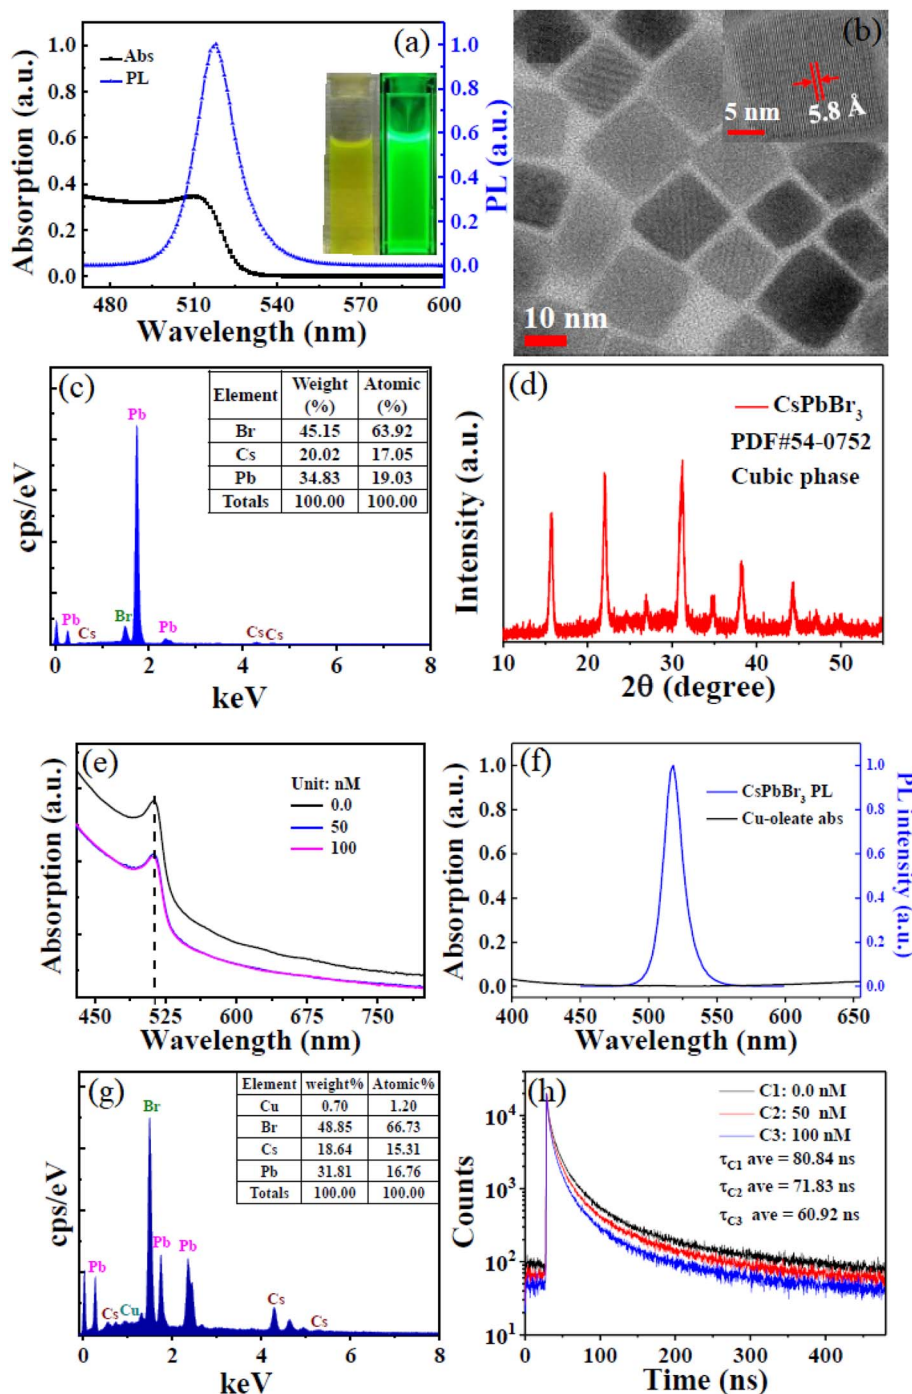 (a)
Abs
PL
Absorption (a.u.)
1.0
0.8
0.6
0.4
0.2
0.0
480 510 540 570 600
Wavelength (nm)
1.0
0.8
0.6
0.4
0.2
0.0
PL (a.u.)
(b)
5 nm
5.8 Å
10 nm
(c)
cps/eV
Pb
Pb
Cs
Br
Pb
Cs
Cs
Element Weight (%) Atomic (%)
Br 45.15 63.92
Cs 20.02 17.05
Pb 34.83 19.03
Totals 100.00 100.00
0 2 4 6 8
keV
(d)
Intensity (a.u.)
CsPbBr3
PDF#54-0752
Cubic phase
10 20 30 40 50
2θ (degree)
(e)
Absorption (a.u.)
Unit: nM
0.0
50
100
450 525 600 675 750
Wavelength (nm)
(f)
Absorption (a.u.)
1.0
0.8
0.6
0.4
0.2
0.0
CsPbBr3 PL
Cu-oleate abs
400 450 500 550 600 650
Wavelength (nm)
1.0
0.8
0.6
0.4
0.2
0.0
PL intensity (a.u.)
(g)
cps/eV
Br
Pb
Pb
Pb
Cs
Cu
Cs
Cs
Element weight% Atomic%
Cu 0.70 1.20
Br 48.85 66.73
Cs 18.64 15.31
Pb 31.81 16.76
Totals 100.00 100.00
0 2 4 6 8
keV
(h)
Counts
10^4
10^3
10^2
10^1
C1: 0.0 nM
C2: 50 nM
C3: 100 nM
τC1 ave = 80.84 ns
τC2 ave = 71.83 ns
τC3 ave = 60.92 ns
0 100 200 300 400
Time (ns)